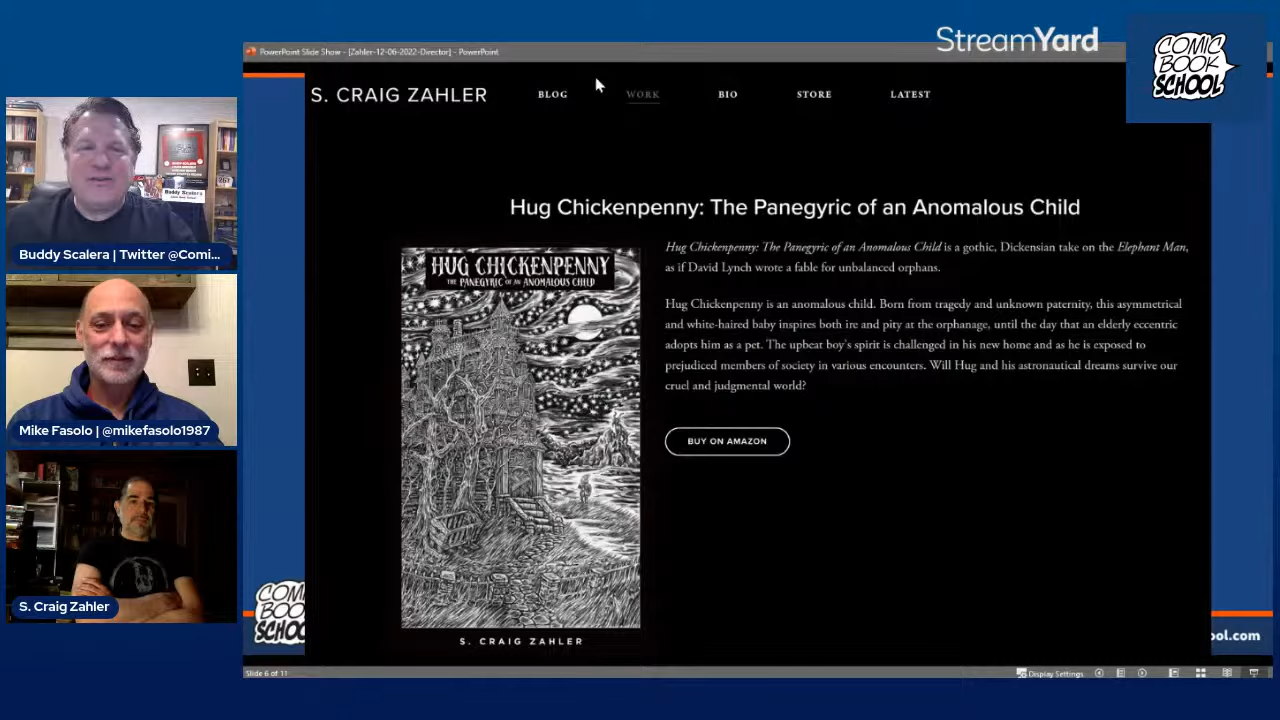 PowerPoint Slide Show - [Zahler-12-06-2022-Director] - PowerPoint
StreamYard
COMIC
BOOK
SCHOOL
S. CRAIG ZAHLER
BLOG
WORK
BIO
STORE
LATEST
Hug Chickenpenny: The Panegyric of an Anomalous Child
HUG CHICKENPENNY
THE PANEGYRIC OF AN ANOMALOUS CHILD
S. CRAIG ZAHLER
Hug Chickenpenny: The Panegyric of an Anomalous Child is a gothic, Dickensian take on the Elephant Man,
as if David Lynch wrote a fable for unbalanced orphans.
Hug Chickenpenny is an anomalous child. Born from tragedy and unknown paternity, this asymmetrical
and white-haired baby inspires both ire and pity at the orphanage, until the day that an elderly eccentric
adopts him as a pet. The upbeat boy's spirit is challenged in his new home and as he is exposed to
prejudiced members of society in various encounters. Will Hug and his astronautical dreams survive our
cruel and judgmental world?
BUY ON AMAZON
Buddy Scalera
Buddy Scalera | Twitter @Comi...
Mike Fasolo | @mikefasolo1987
S. Craig Zahler
COMI
BOO
SCHOO
ool.com
Slide 6 of 11
Display Settings